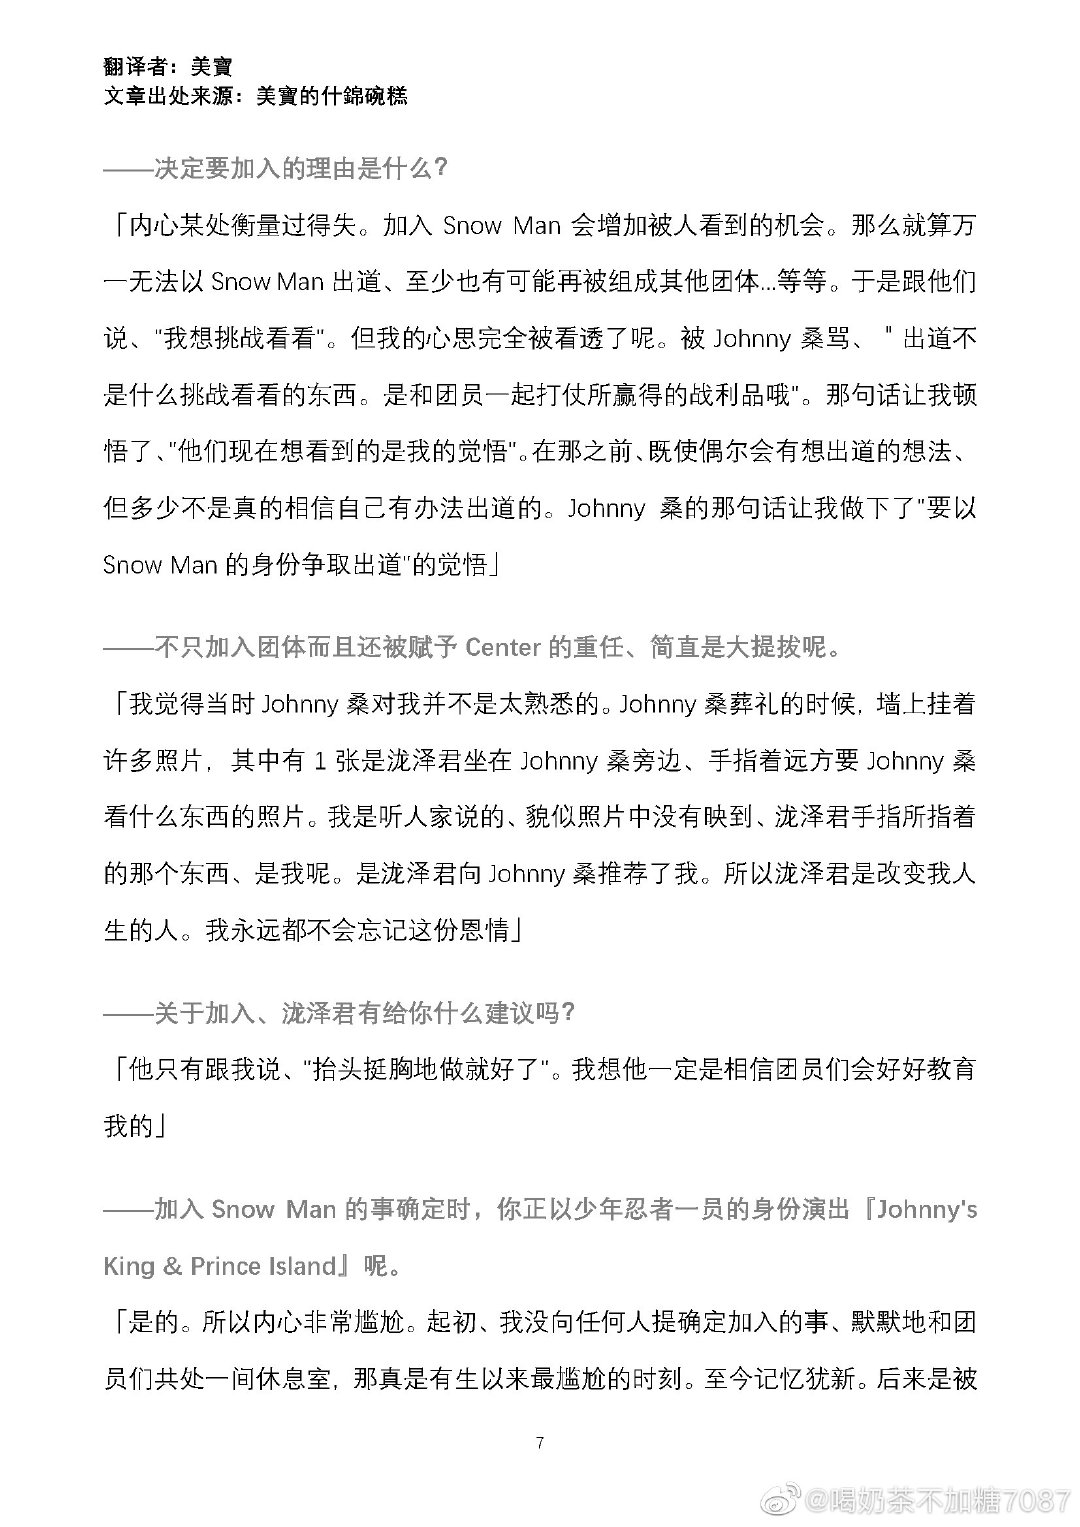 翻译者：美寶
文章出处来源：美寶的什錦碗糕
——决定要加入的理由是什么？
「内心某处衡量过得失。加入 Snow Man 会增加被人看到的机会。那么就算万
一无法以 Snow Man 出道、至少也有可能再被组成其他团体...等等。于是跟他们
说、"我想挑战看看"。但我的心思完全被看透了呢。被 Johnny 桑骂、＂出道不
是什么挑战看看的东西。是和团员一起打仗所赢得的战利品哦"。那句话让我顿
悟了、"他们现在想看到的是我的觉悟"。在那之前、既使偶尔会有想出道的想法、
但多少不是真的相信自己有办法出道的。Johnny 桑的那句话让我做下了"要以
Snow Man 的身份争取出道"的觉悟」
——不只加入团体而且还被赋予 Center 的重任、简直是大提拔呢。
「我觉得当时 Johnny 桑对我并不是太熟悉的。Johnny 桑葬礼的时候，墙上挂着
许多照片，其中有 1 张是泷泽君坐在 Johnny 桑旁边、手指着远方要 Johnny 桑
看什么东西的照片。我是听人家说的、貌似照片中没有映到、泷泽君手指所指着
的那个东西、是我呢。是泷泽君向 Johnny 桑推荐了我。所以泷泽君是改变我人
生的人。我永远都不会忘记这份恩情」
——关于加入、泷泽君有给你什么建议吗？
「他只有跟我说、"抬头挺胸地做就好了"。我想他一定是相信团员们会好好教育
我的」
——加入 Snow Man 的事确定时，你正以少年忍者一员的身份演出『Johnny's
King & Prince Island』呢。
「是的。所以内心非常尴尬。起初、我没向任何人提确定加入的事、默默地和团
员们共处一间休息室，那真是有生以来最尴尬的时刻。至今记忆犹新。后来是被
7
@喝奶茶不加糖7087